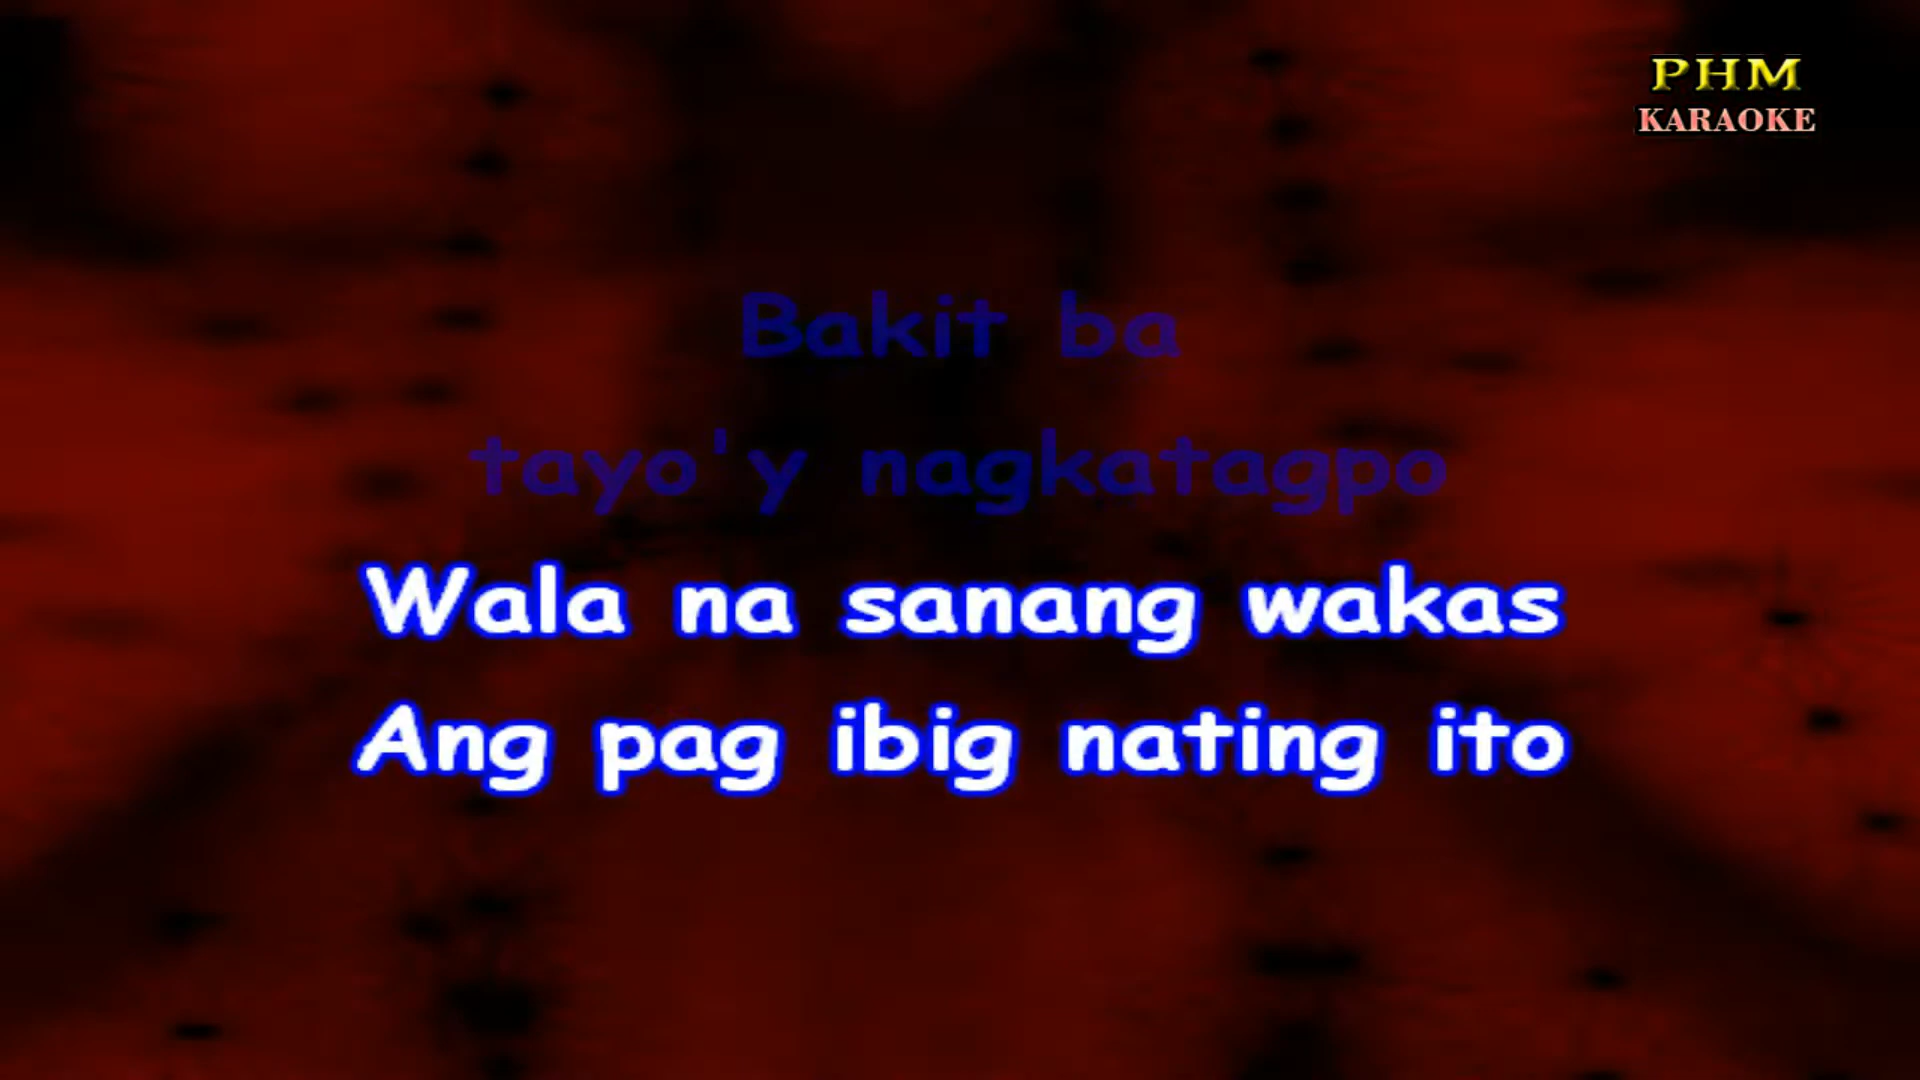 PHM
KARAOKE
Bakit ba
tayo'y nagkatagpo
Wala na sanang wakas
Ang pag ibig nating ito